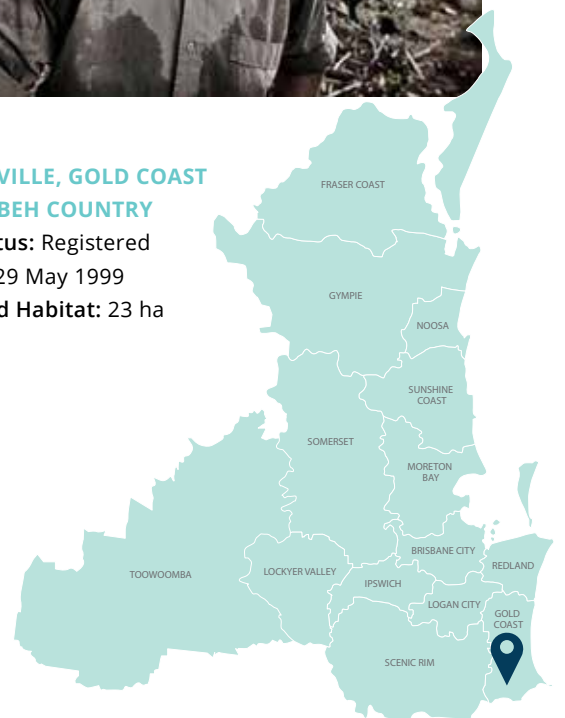 VILLE, GOLD COAST
BEH COUNTRY
tus: Registered
29 May 1999
d Habitat: 23 ha
FRASER COAST
GYMPIE
NOOSA
SUNSHINE
COAST
SOMERSET
MORETON
BAY
BRISBANE CITY
REDLAND
TOOWOOMBA
LOCKYER VALLEY
IPSWICH
LOGAN CITY
GOLD
COAST
SCENIC RIM